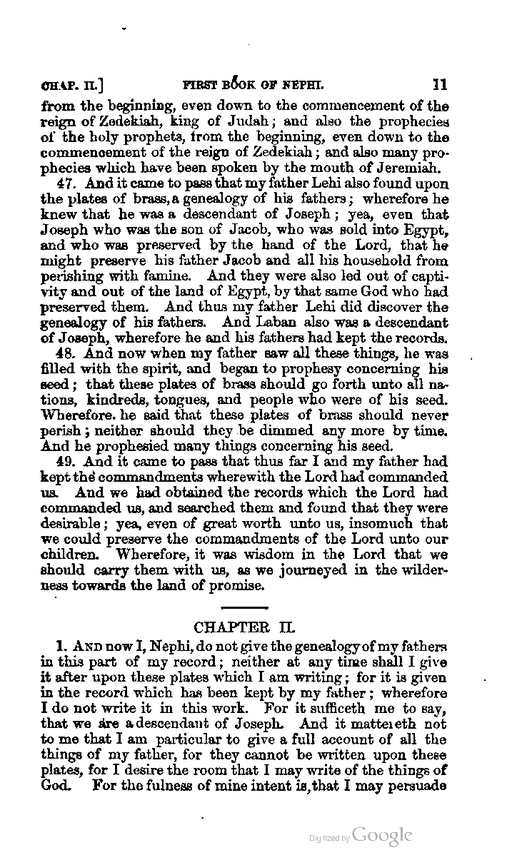 CHAP. II.] FIRST BOOK OF NEPHI. 11
from the beginning, even down to the commencement of the
reign of Zedekiah, king of Judah; and also the prophecies
of the holy prophets, from the beginning, even down to the
commencement of the reign of Zedekiah; and also many pro-
phecies which have been spoken by the mouth of Jeremiah.
47. And it came to pass that my father Lehi also found upon
the plates of brass, a genealogy of his fathers; wherefore he
knew that he was a descendant of Joseph; yea, even that
Joseph who was the son of Jacob, who was sold into Egypt,
and who was preserved by the hand of the Lord, that he
might preserve his father Jacob and all his household from
perishing with famine. And they were also led out of capti-
vity and out of the land of Egypt, by that same God who had
preserved them. And thus my father Lehi did discover the
genealogy of his fathers. And Laban also was a descendant
of Joseph, wherefore he and his fathers had kept the records.
48. And now when my father saw all these things, he was
filled with the spirit, and began to prophesy concerning his
seed; that these plates of brass should go forth unto all na-
tions, kindreds, tongues, and people who were of his seed.
Wherefore. he said that these plates of brass should never
perish; neither should they be dimmed any more by time.
And he prophesied many things concerning his seed.
49. And it came to pass that thus far I and my father had
kept the commandments wherewith the Lord had commanded
us. And we had obtained the records which the Lord had
commanded us, and searched them and found that they were
desirable; yea, even of great worth unto us, insomuch that
we could preserve the commandments of the Lord unto our
children. Wherefore, it was wisdom in the Lord that we
should carry them with us, as we journeyed in the wilder-
ness towards the land of promise.
CHAPTER II.
1. AND now I, Nephi, do not give the genealogy of my fathers
in this part of my record; neither at any time shall I give
it after upon these plates which I am writing; for it is given
in the record which has been kept by my father; wherefore
I do not write it in this work. For it sufficeth me to say,
that we are a descendant of Joseph. And it mattereth not
to me that I am particular to give a full account of all the
things of my father, for they cannot be written upon these
plates, for I desire the room that I may write of the things of
God. For the fulness of mine intent is, that I may persuade
Digitized by Google